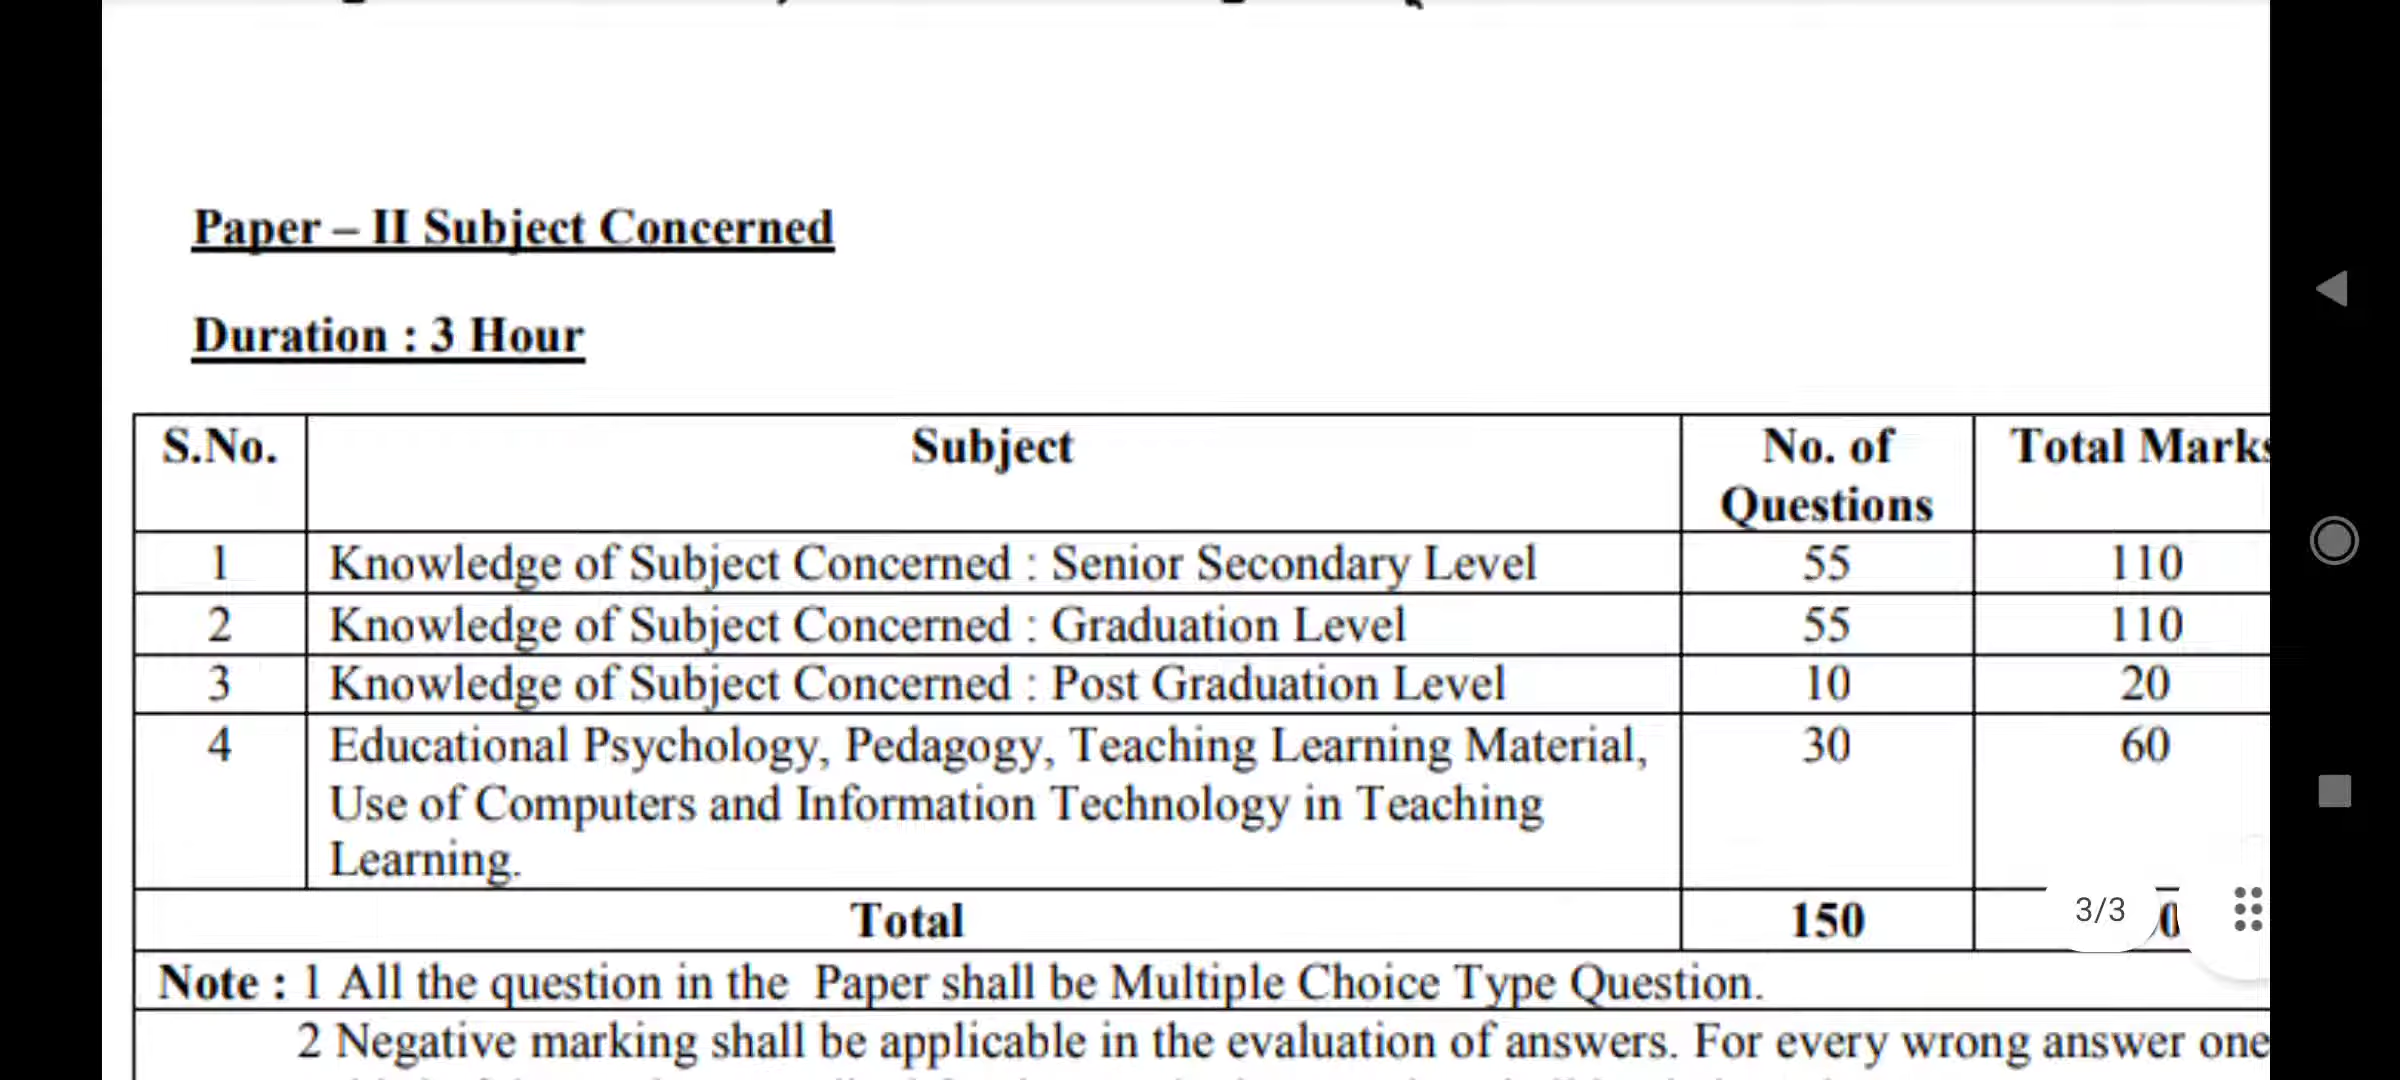 Paper – II Subject Concerned
Duration : 3 Hour
S.No. Subject No. of Questions Total Marks
1 Knowledge of Subject Concerned : Senior Secondary Level 55 110
2 Knowledge of Subject Concerned : Graduation Level 55 110
3 Knowledge of Subject Concerned : Post Graduation Level 10 20
4 Educational Psychology, Pedagogy, Teaching Learning Material, 30 60
Use of Computers and Information Technology in Teaching
Learning.
Total 150
3/3
Note : 1 All the question in the Paper shall be Multiple Choice Type Question.
2 Negative marking shall be applicable in the evaluation of answers. For every wrong answer one